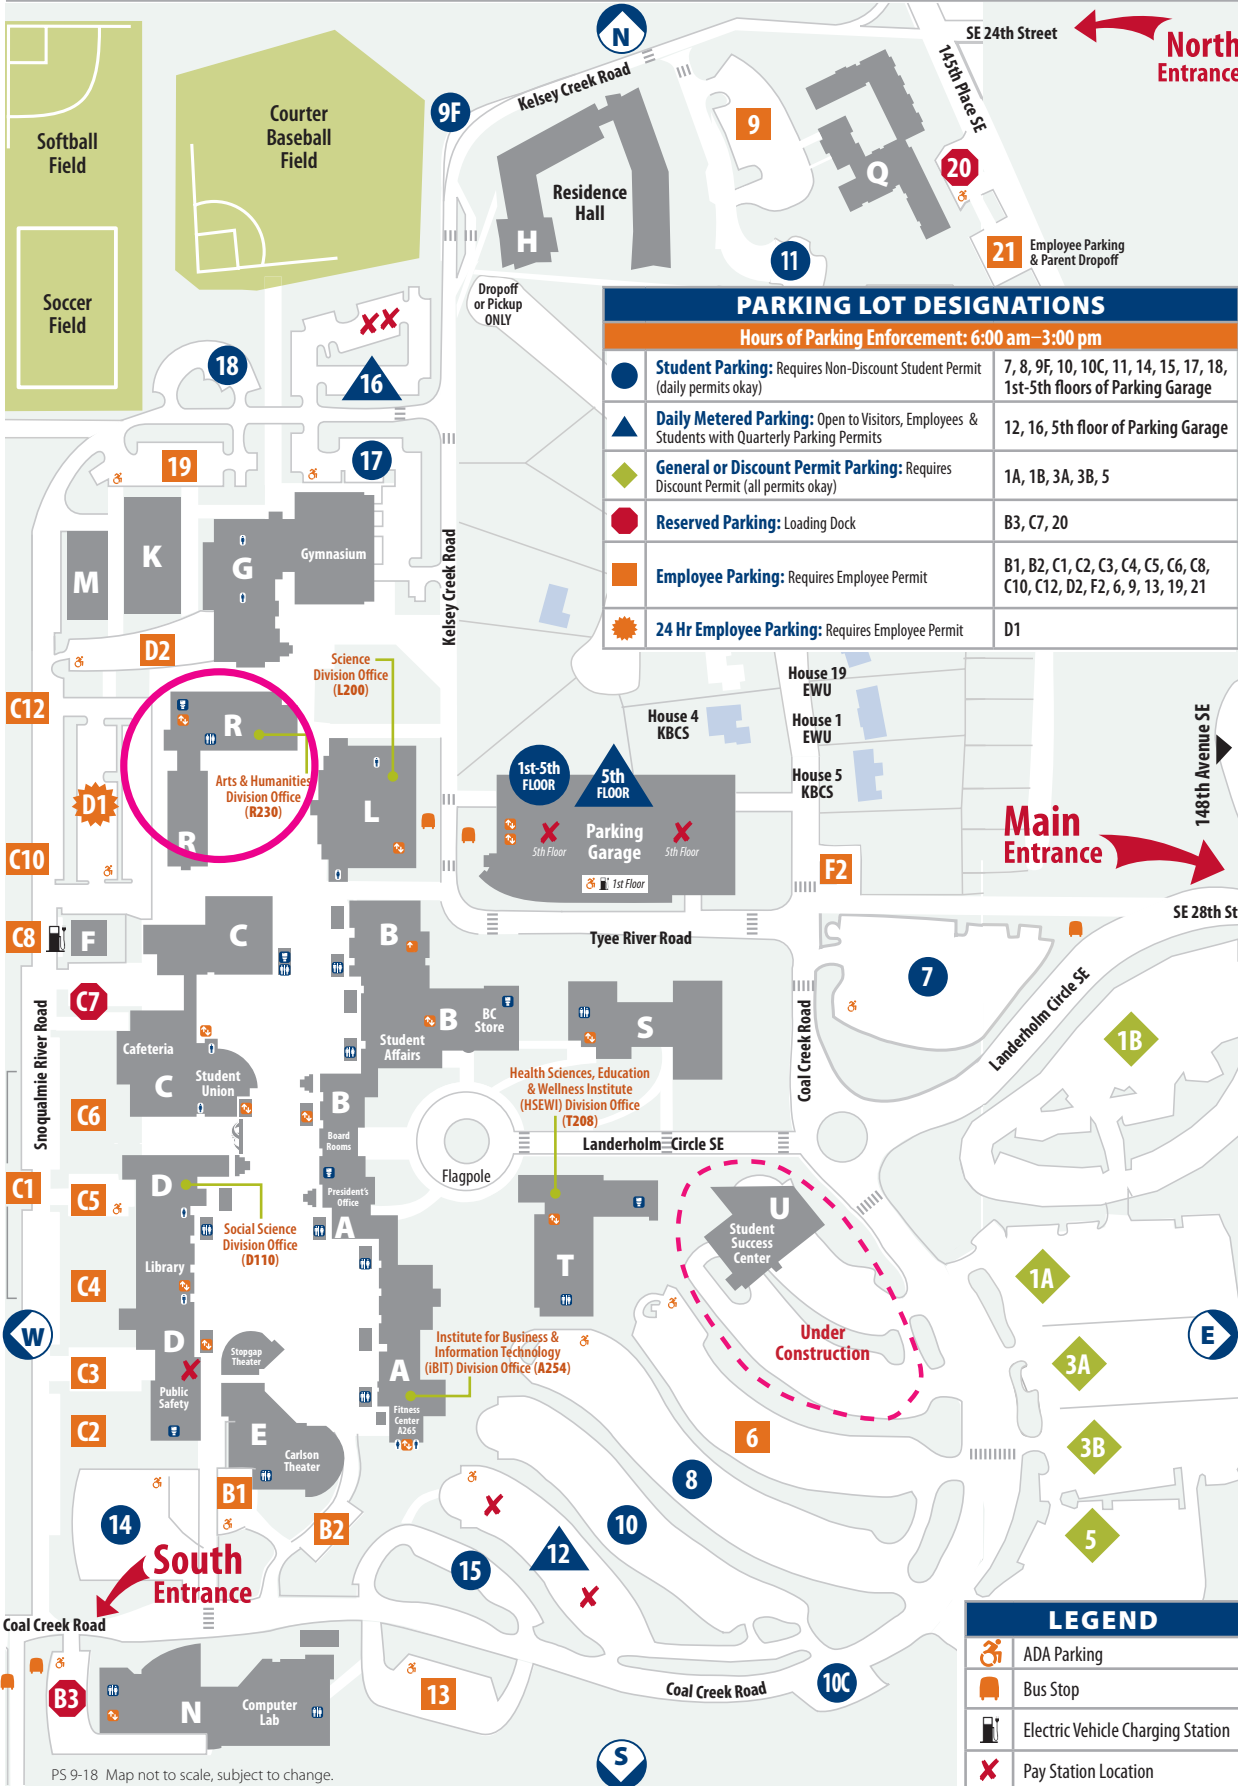 N
SE 24th Street
North
Entrance
145th Place SE
Kelsey Creek Road
9F
9
Softball
Field
Courter
Baseball
Field
Residence
Hall
H
Q
20
21
Employee Parking
& Parent Dropoff
11
Soccer
Field
Dropoff
or Pickup
ONLY
PARKING LOT DESIGNATIONS
Hours of Parking Enforcement: 6:00 am–3:00 pm
Student Parking: Requires Non-Discount Student Permit
(daily permits okay)
7, 8, 9F, 10, 10C, 11, 14, 15, 17, 18,
1st-5th floors of Parking Garage
Daily Metered Parking: Open to Visitors, Employees &
Students with Quarterly Parking Permits
12, 16, 5th floor of Parking Garage
General or Discount Permit Parking: Requires
Discount Permit (all permits okay)
1A, 1B, 3A, 3B, 5
Reserved Parking: Loading Dock
B3, C7, 20
Employee Parking: Requires Employee Permit
B1, B2, C1, C2, C3, C4, C5, C6, C8,
C10, C12, D2, F2, 6, 9, 13, 19, 21
24 Hr Employee Parking: Requires Employee Permit
D1
18
16
17
19
M
K
G
Gymnasium
Kelsey Creek Road
D2
Science
Division Office
(L200)
C12
R
Arts & Humanities
Division Office
(R230)
R
D1
C10
L
House 19
EWU
House 4
KBCS
House 1
EWU
House 5
KBCS
148th Avenue SE
1st-5th
FLOOR
5th
FLOOR
Parking
Garage
5th Floor
5th Floor
1st Floor
Main
Entrance
F2
SE 28th St
C8
F
C
B
Tyee River Road
7
C7
Snoqualmie River Road
Cafeteria
C
Student
Union
B
BC
Store
Student
Affairs
S
Coal Creek Road
Landerholm Circle SE
1B
Health Sciences, Education
& Wellness Institute
(HSEWI) Division Office
(T208)
C6
B
Board
Rooms
Landerholm Circle SE
Flagpole
C1
C5
D
President's
Office
A
Social Science
Division Office
(D110)
U
Student
Success
Center
T
Library
C4
1A
W
E
D
Under
Construction
Stopgap
Theater
Institute for Business &
Information Technology
(iBIT) Division Office (A254)
A
C3
3A
Public
Safety
Fitness
Center
A265
C2
E
Carlson
Theater
6
3B
8
B1
14
B2
10
12
5
15
South
Entrance
Coal Creek Road
B3
N
Computer
Lab
13
Coal Creek Road
10C
LEGEND
ADA Parking
Bus Stop
Electric Vehicle Charging Station
Pay Station Location
S
PS 9-18 Map not to scale, subject to change.